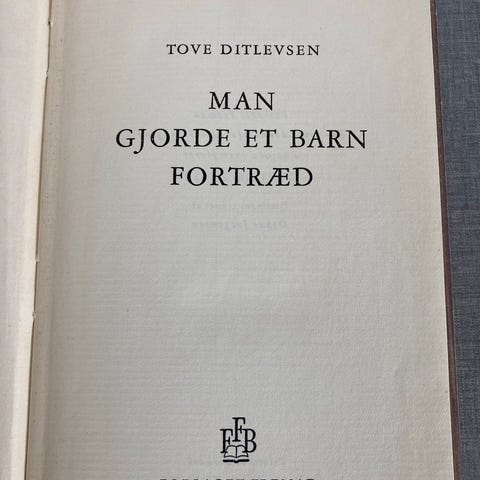 TOVE DITLEVSEN
MAN
GJORDE ET BARN
FORTRÆD
FFB